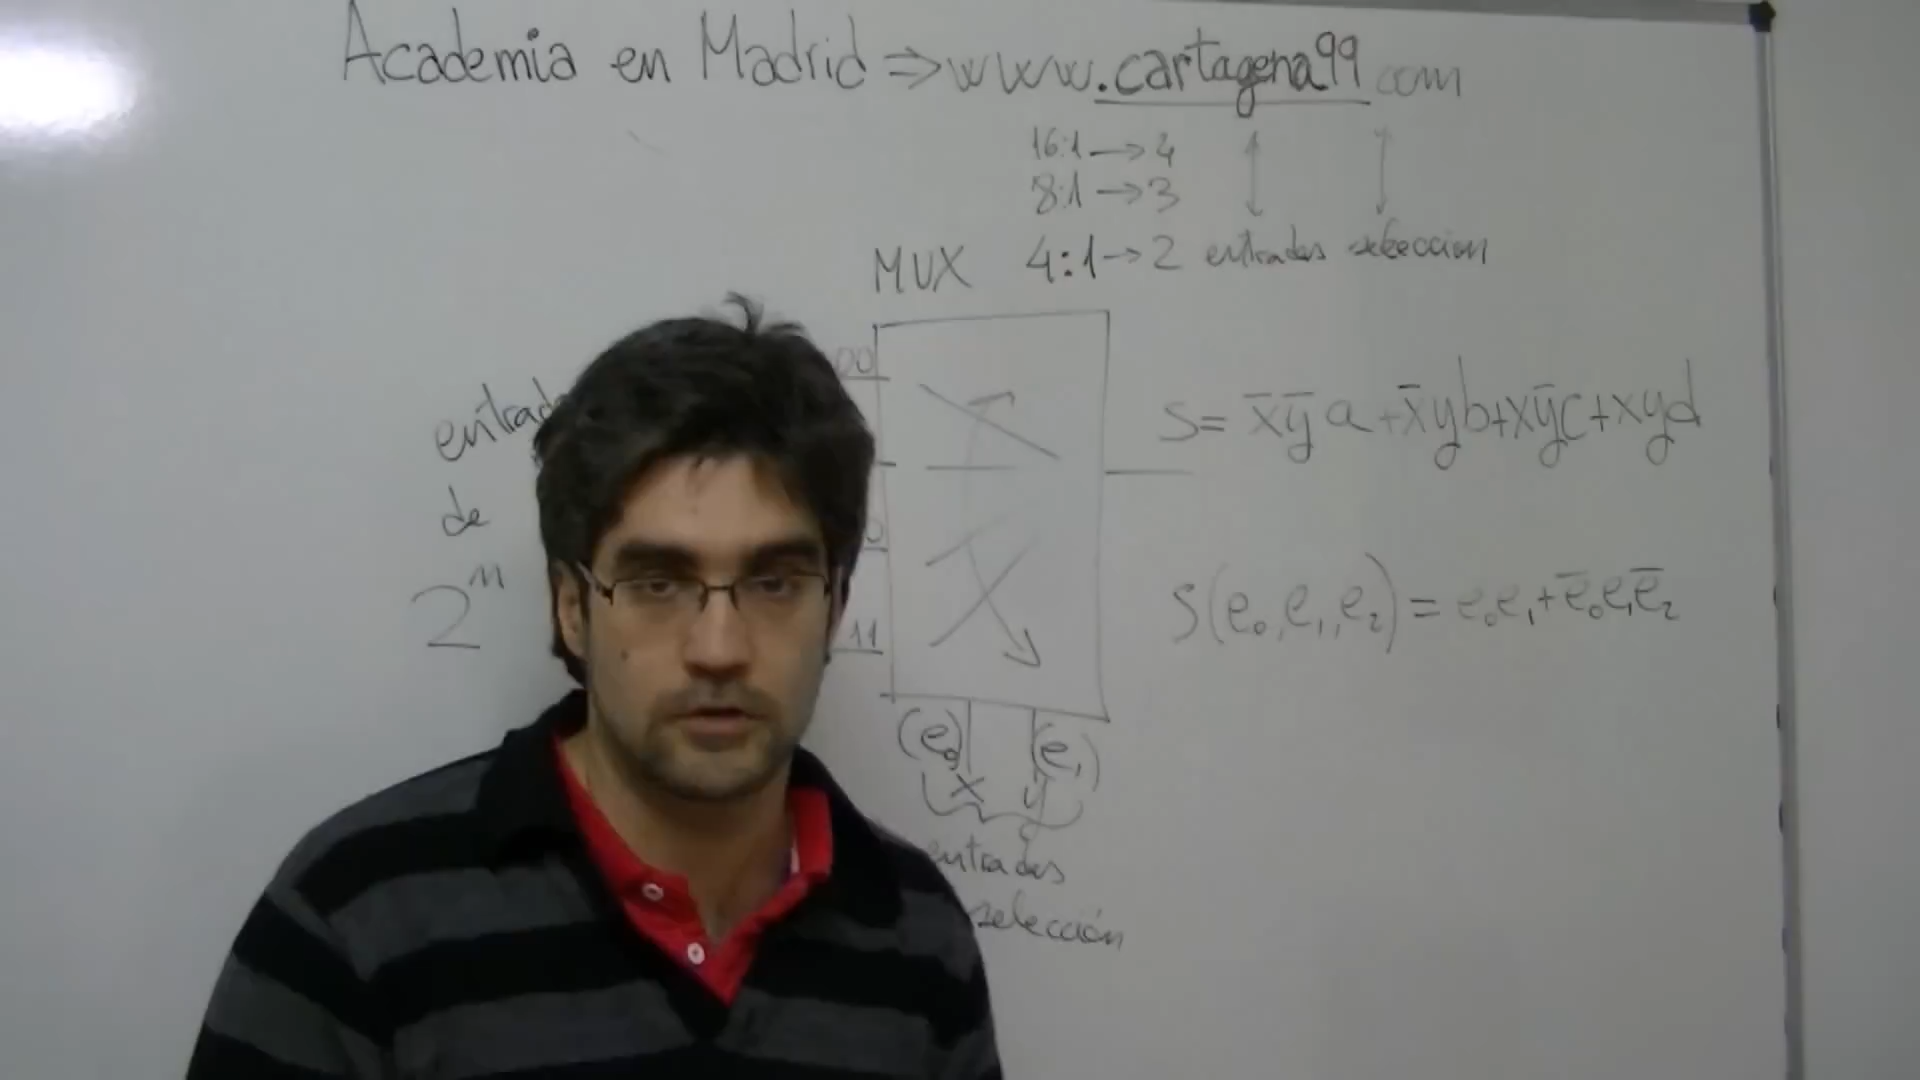 Academia en Madrid ⇒ www.cartagena99.com
16:1 → 4
8:1 → 3
MUX 4:1 → 2 entradas seleccion
00
S = x̄ȳa + x̄yb + xȳc + xyd
de
2ⁿ
S(e₀, e₁, e₂) = e₀e₁ + ē₀e₁ē₂
11
(e₀) (e₁)
x y
entradas
selección